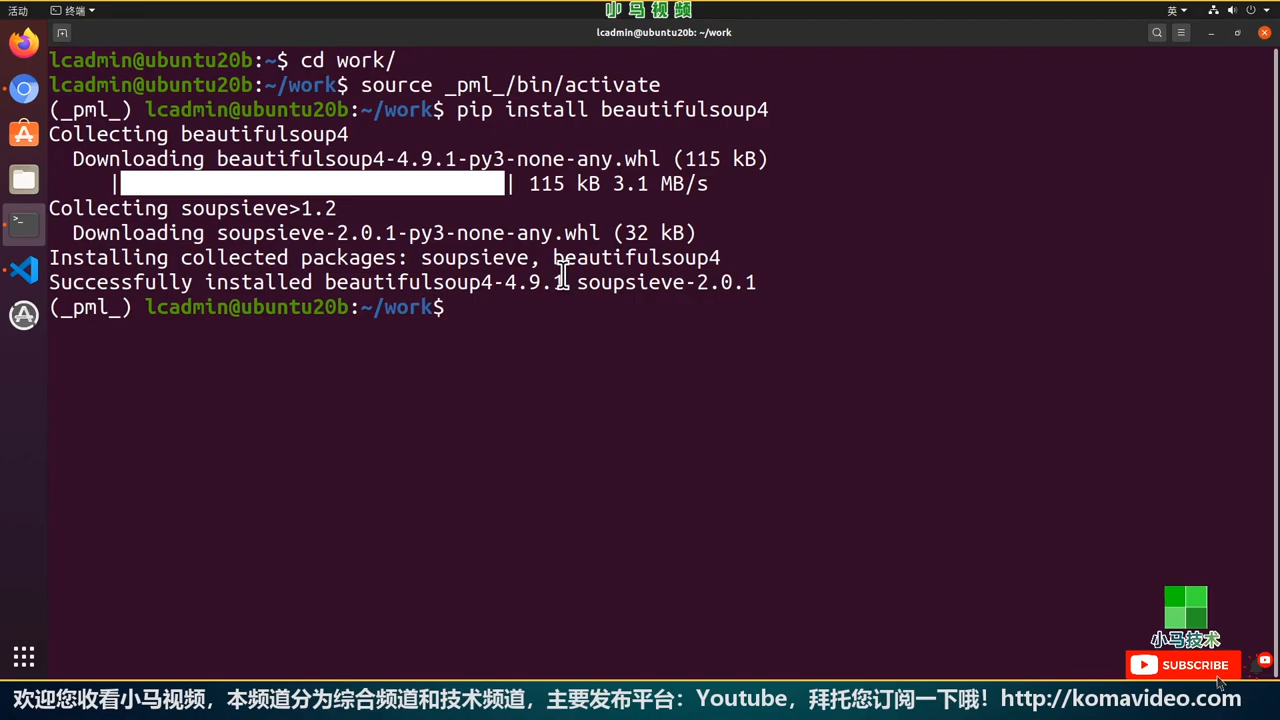 活动
终端
小马视频
英
lcadmin@ubuntu20b: ~/work
lcadmin@ubuntu20b:~$ cd work/
lcadmin@ubuntu20b:~/work$ source _pml_/bin/activate
(_pml_) lcadmin@ubuntu20b:~/work$ pip install beautifulsoup4
Collecting beautifulsoup4
  Downloading beautifulsoup4-4.9.1-py3-none-any.whl (115 kB)
     |████████████████████████████████| 115 kB 3.1 MB/s
Collecting soupsieve>1.2
  Downloading soupsieve-2.0.1-py3-none-any.whl (32 kB)
Installing collected packages: soupsieve, beautifulsoup4
Successfully installed beautifulsoup4-4.9.1 soupsieve-2.0.1
(_pml_) lcadmin@ubuntu20b:~/work$
小马技术
SUBSCRIBE
欢迎您收看小马视频，本频道分为综合频道和技术频道，主要发布平台：Youtube，拜托您订阅一下哦！http://komavideo.com